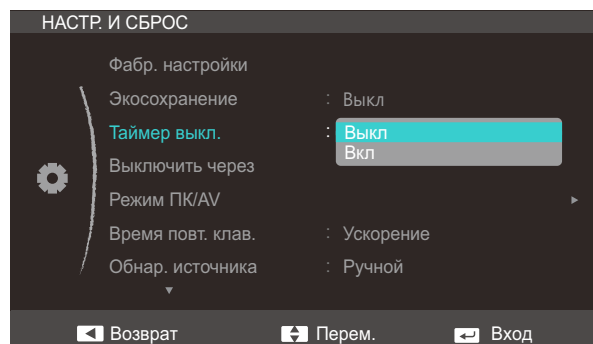 НАСТР. И СБРОС
Фабр. настройки
Экосохранение : Выкл
Таймер выкл. : Выкл
Вкл
Выключить через
Режим ПК/AV
Время повт. клав. : Ускорение
Обнар. источника : Ручной
Возврат Перем. Вход